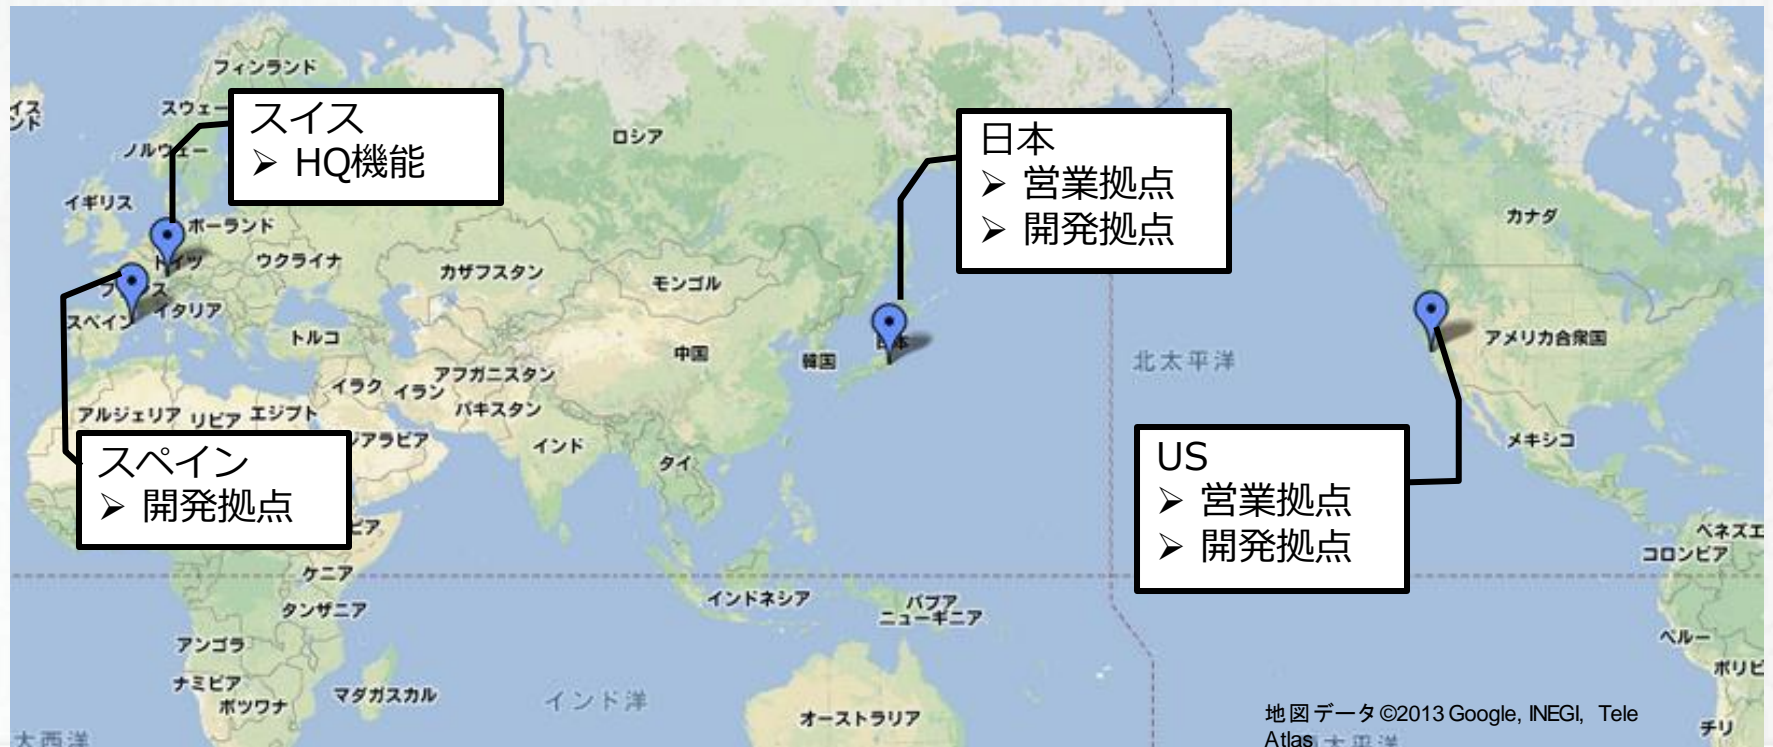 フィンランド
スウェー
ノルウェー
ロシア
イギリス
ポーランド
ウクライナ
カザフスタン
モンゴル
カナダ
イタリア
スペイン
トルコ
中国
韓国
北太平洋
アメリカ合衆国
イラク
イラン
アフガニスタン
パキスタン
アルジェリア
リビア
エジプト
インド
タイ
メキシコ
スイス
➢ HQ機能
日本
➢ 営業拠点
➢ 開発拠点
スペイン
➢ 開発拠点
US
➢ 営業拠点
➢ 開発拠点
ベネズエ
コロンビア
ケニア
インドネシア
パプア
ニューギニア
タンザニア
アンゴラ
ペルー
ボリビ
ナミビア
ボツワナ
マダガスカル
インド洋
オーストラリア
チリ
大西洋
地図データ©2013 Google, INEGI, Tele
Atlas